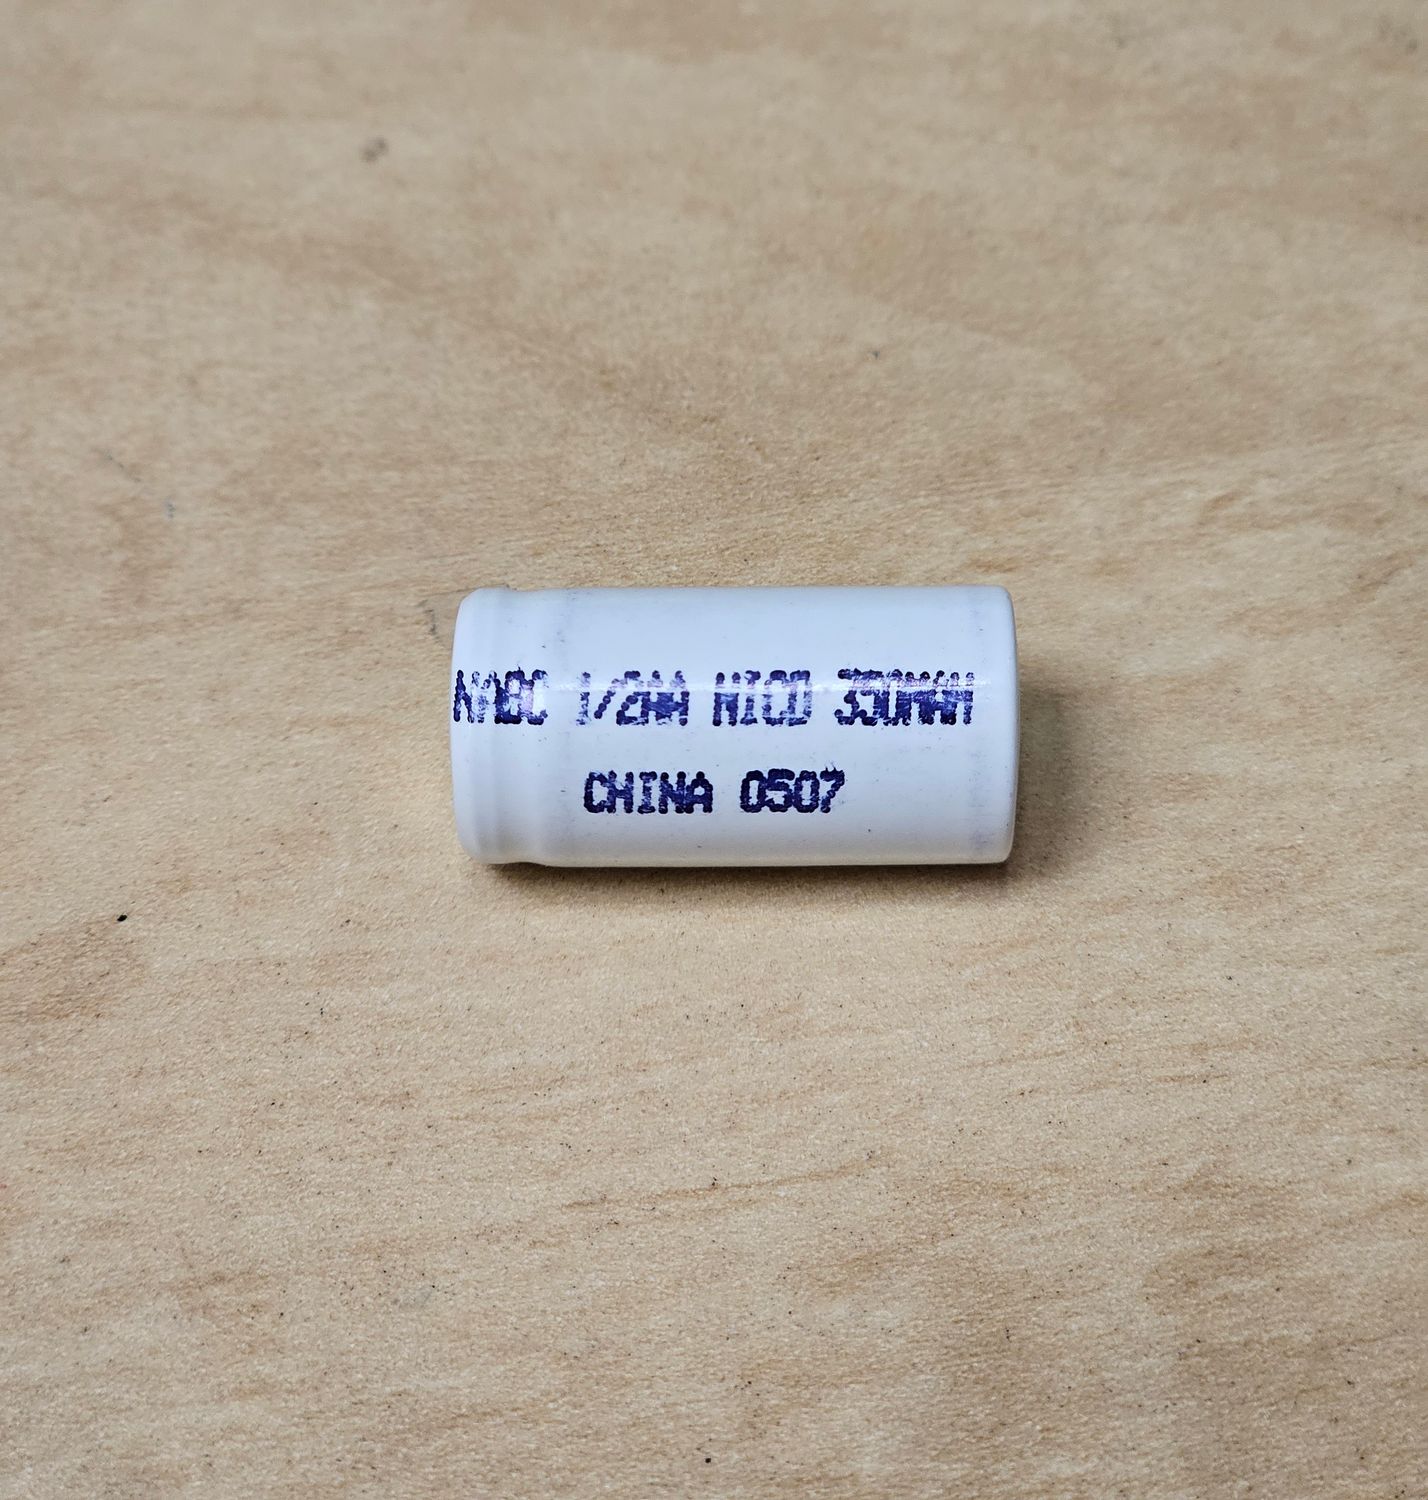 NABC 1/2AA NICD 350MAH
CHINA 0507